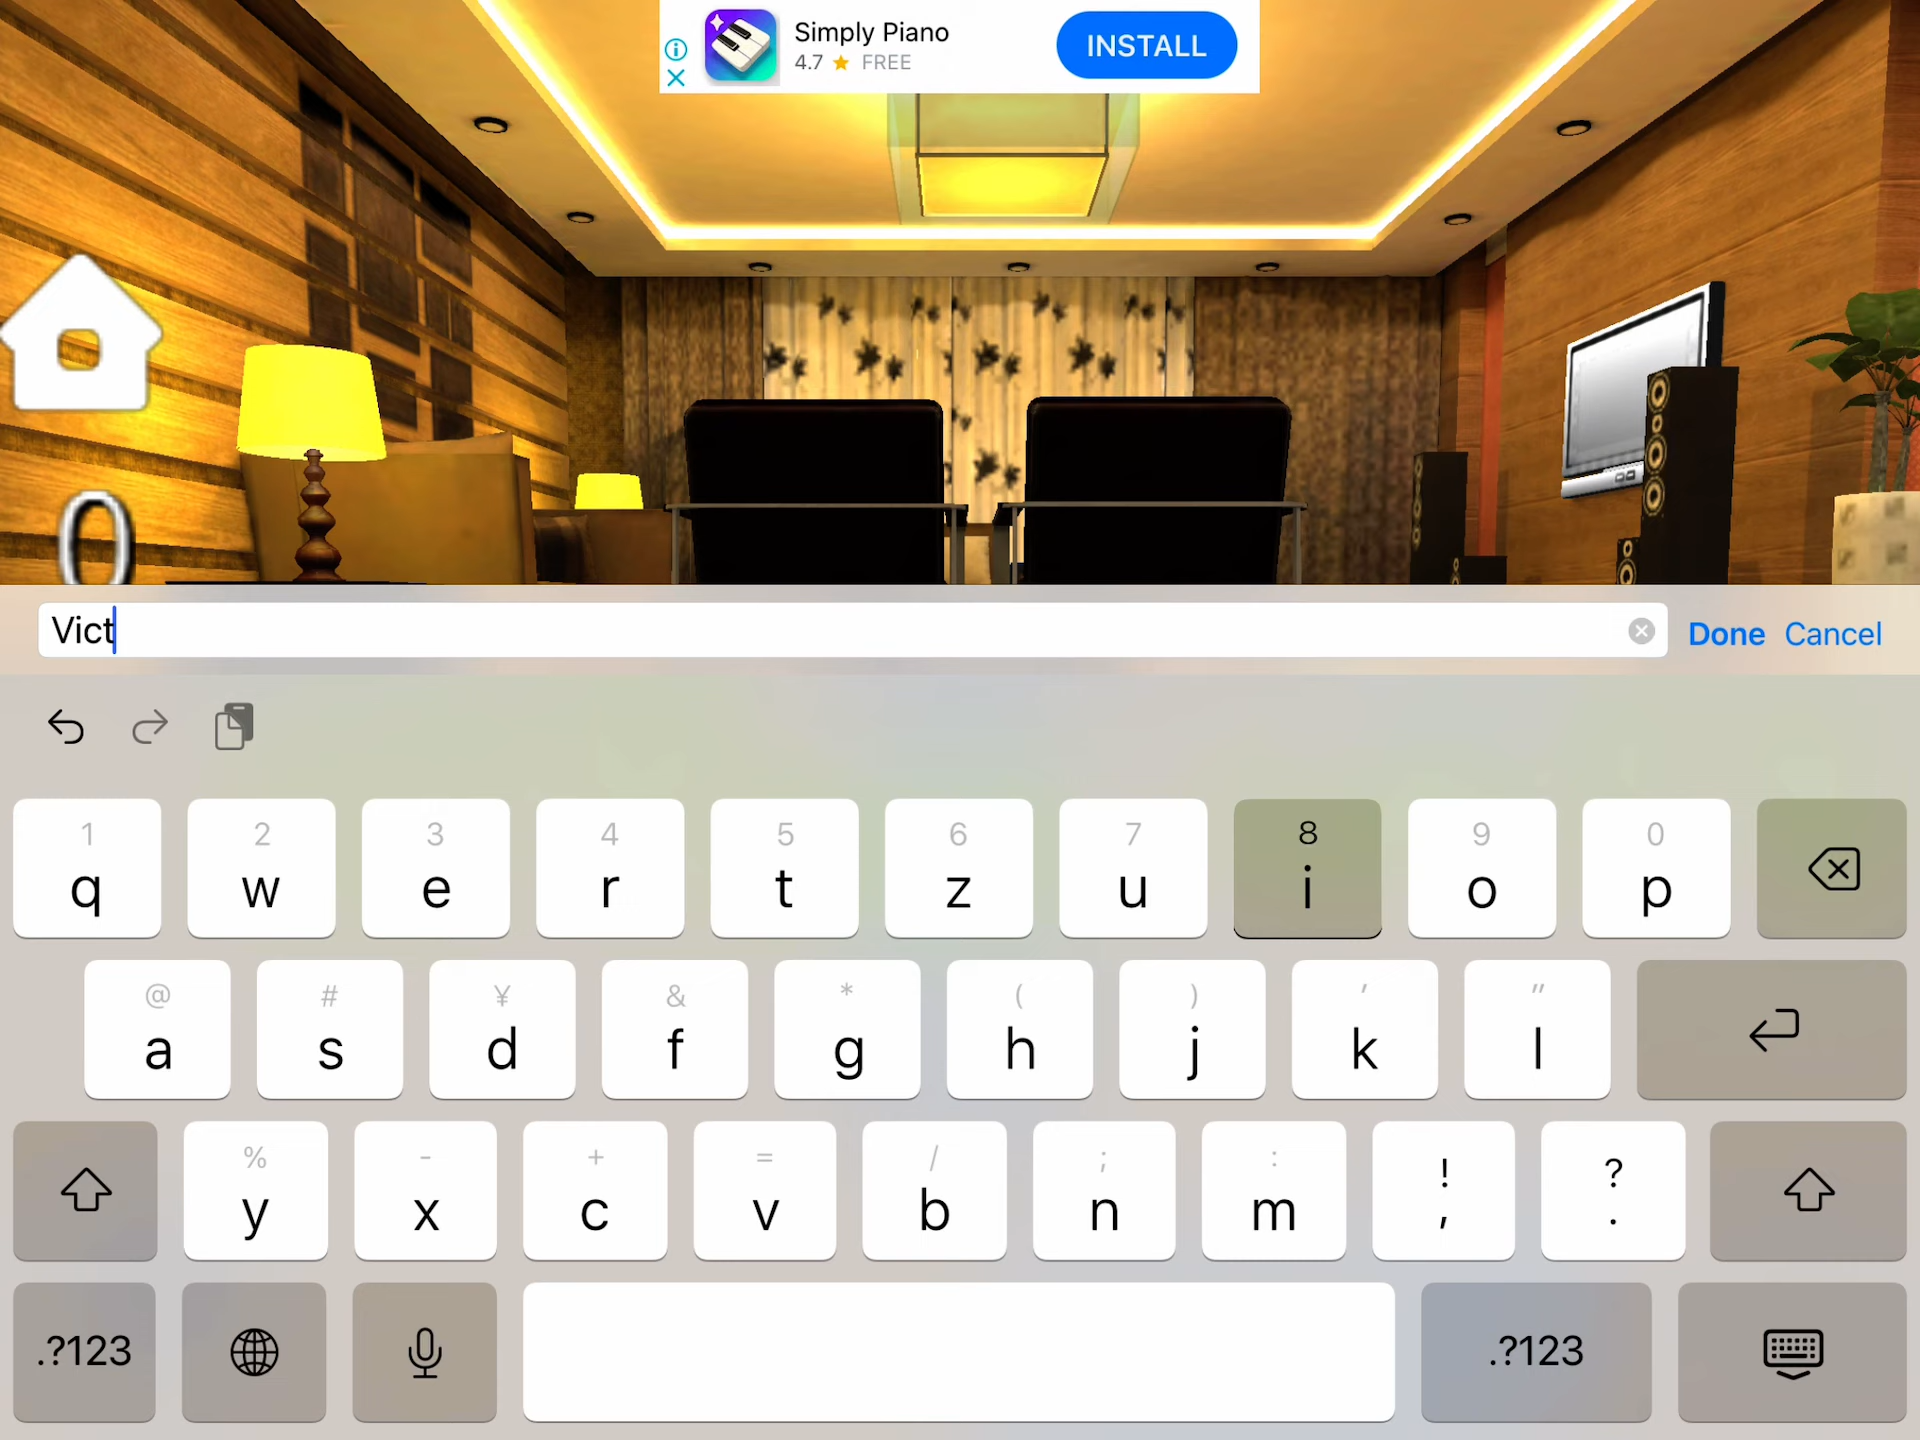 Simply Piano
4.7 ★ FREE
INSTALL
0
Vict
Done Cancel
1 2 3 4 5 6 7 8 9 0
q w e r t z u i o p
@ # ¥ & * ( ) ' "
a s d f g h j k l
% - + = / ; : ! ?
y x c v b n m , .
.?123 .?123